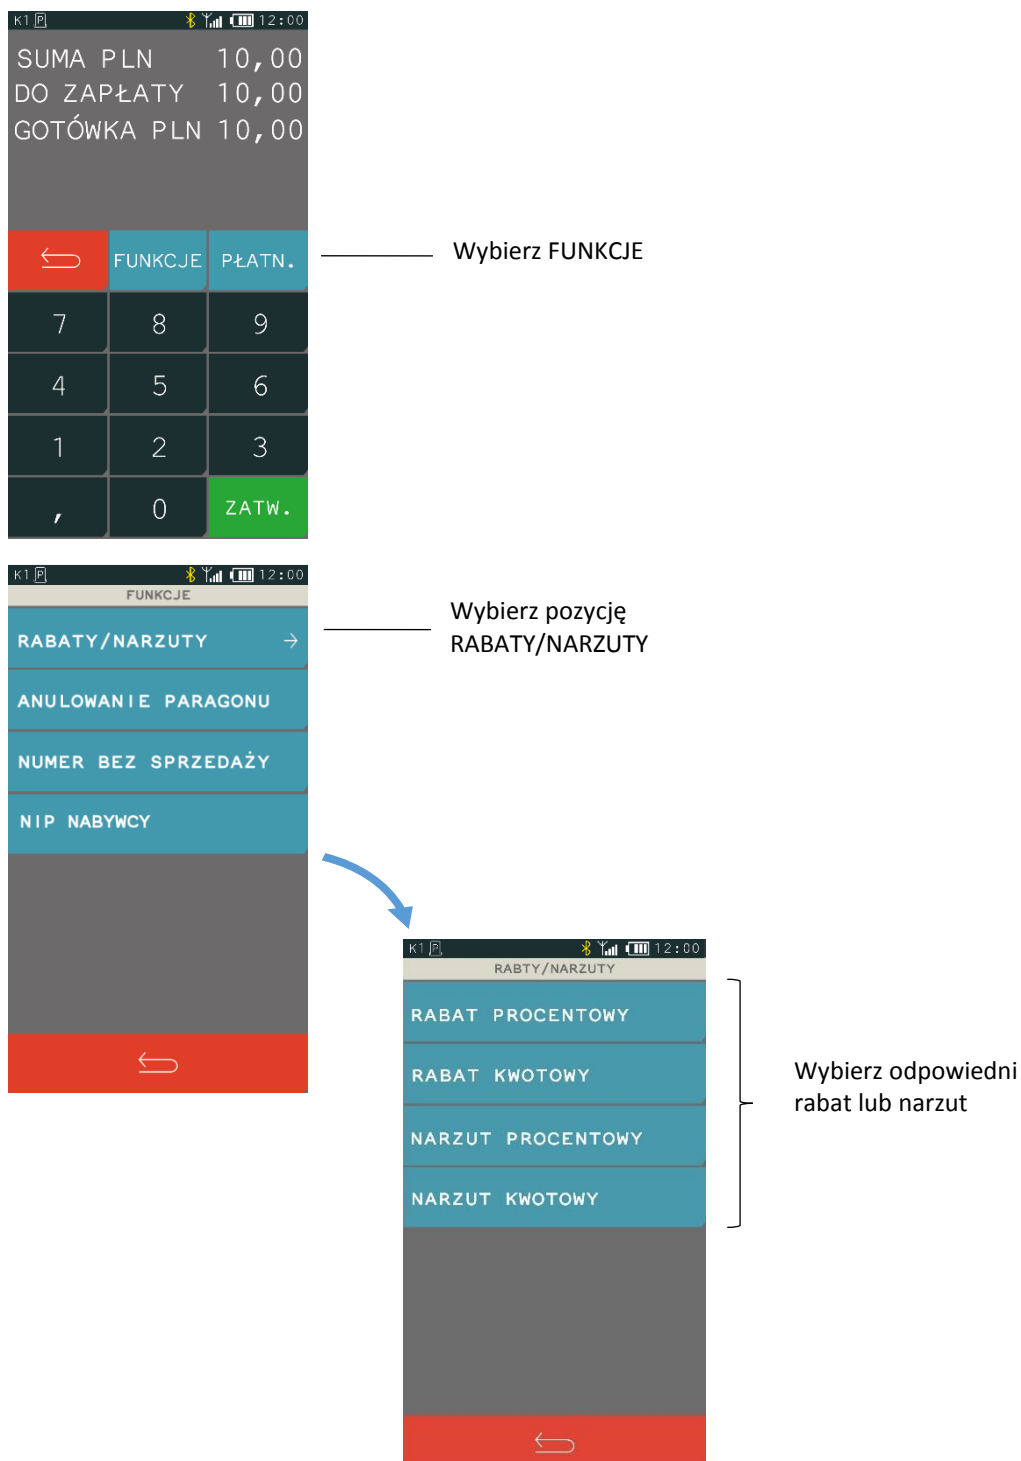 K1 P 12:00
SUMA PLN 10,00
DO ZAPŁATY 10,00
GOTÓWKA PLN 10,00
FUNKCJE PŁATN.
Wybierz FUNKCJE
7 8 9
4 5 6
1 2 3
, 0 ZATW.
K1 P 12:00
FUNKCJE
RABATY/NARZUTY →
Wybierz pozycję
RABATY/NARZUTY
ANULOWANIE PARAGONU
NUMER BEZ SPRZEDAŻY
NIP NABYWCY
K1 P 12:00
RABTY/NARZUTY
RABAT PROCENTOWY
RABAT KWOTOWY
NARZUT PROCENTOWY
NARZUT KWOTOWY
Wybierz odpowiedni
rabat lub narzut